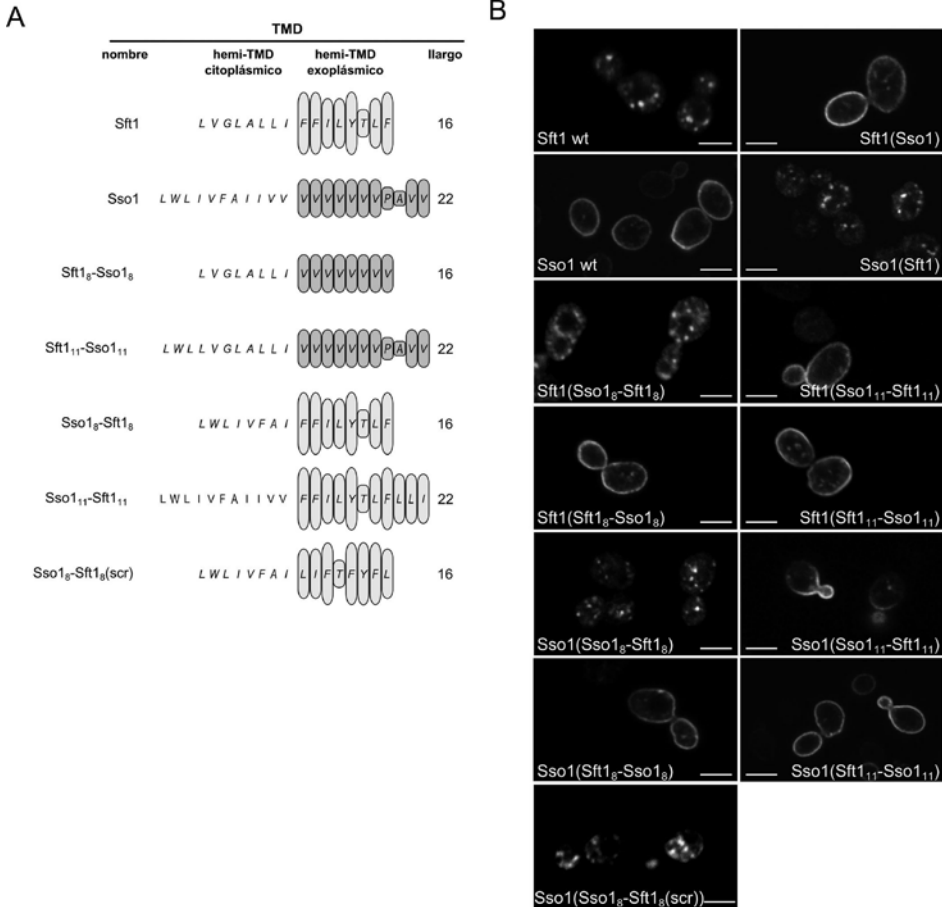 A
TMD
nombre hemi-TMD citoplásmico hemi-TMD exoplásmico llargo
Sft1 L V G L A L L I F F I L Y T L F 16
Sso1 L W L I V F A I I V V V V V V V V V P A V V 22
Sft1₈-Sso1₈ L V G L A L L I V V V V V V V V 16
Sft1₁₁-Sso1₁₁ L W L L V G L A L L I V V V V V V V P A V V 22
Sso1₈-Sft1₈ L W L I V F A I F F I L Y T L F 16
Sso1₁₁-Sft1₁₁ L W L I V F A I I V V F F I L Y T L F L L I 22
Sso1₈-Sft1₈(scr) L W L I V F A I L I F T F Y F L 16
B
Sft1 wt
Sft1(Sso1)
Sso1 wt
Sso1(Sft1)
Sft1(Sso1₈-Sft1₈)
Sft1(Sso1₁₁-Sft1₁₁)
Sft1(Sft1₈-Sso1₈)
Sft1(Sft1₁₁-Sso1₁₁)
Sso1(Sso1₈-Sft1₈)
Sso1(Sso1₁₁-Sft1₁₁)
Sso1(Sft1₈-Sso1₈)
Sso1(Sft1₁₁-Sso1₁₁)
Sso1(Sso1₈-Sft1₈(scr))